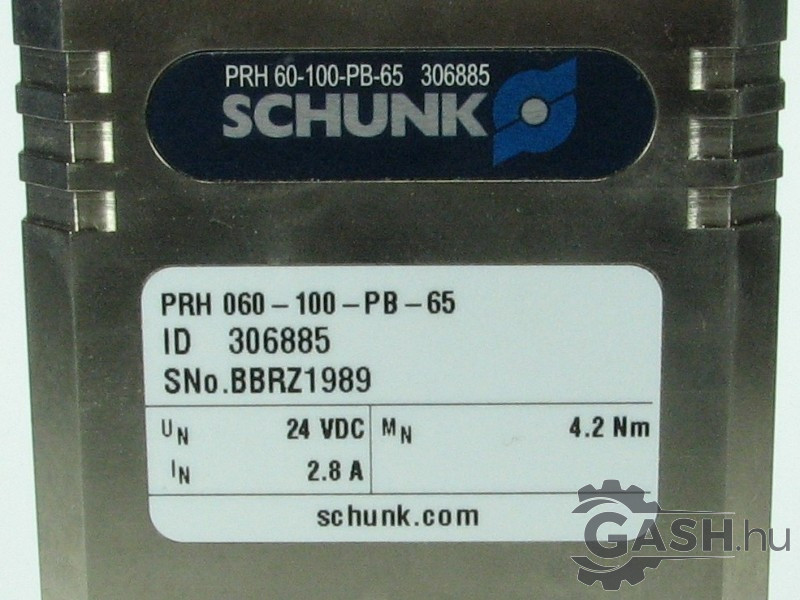 PRH 60-100-PB-65 306885
SCHUNK
PRH 060-100-PB-65
ID 306885
SNo.BBRZ1989
UN 24 VDC MN 4.2 Nm
IN 2.8 A
schunk.com
GASH.hu